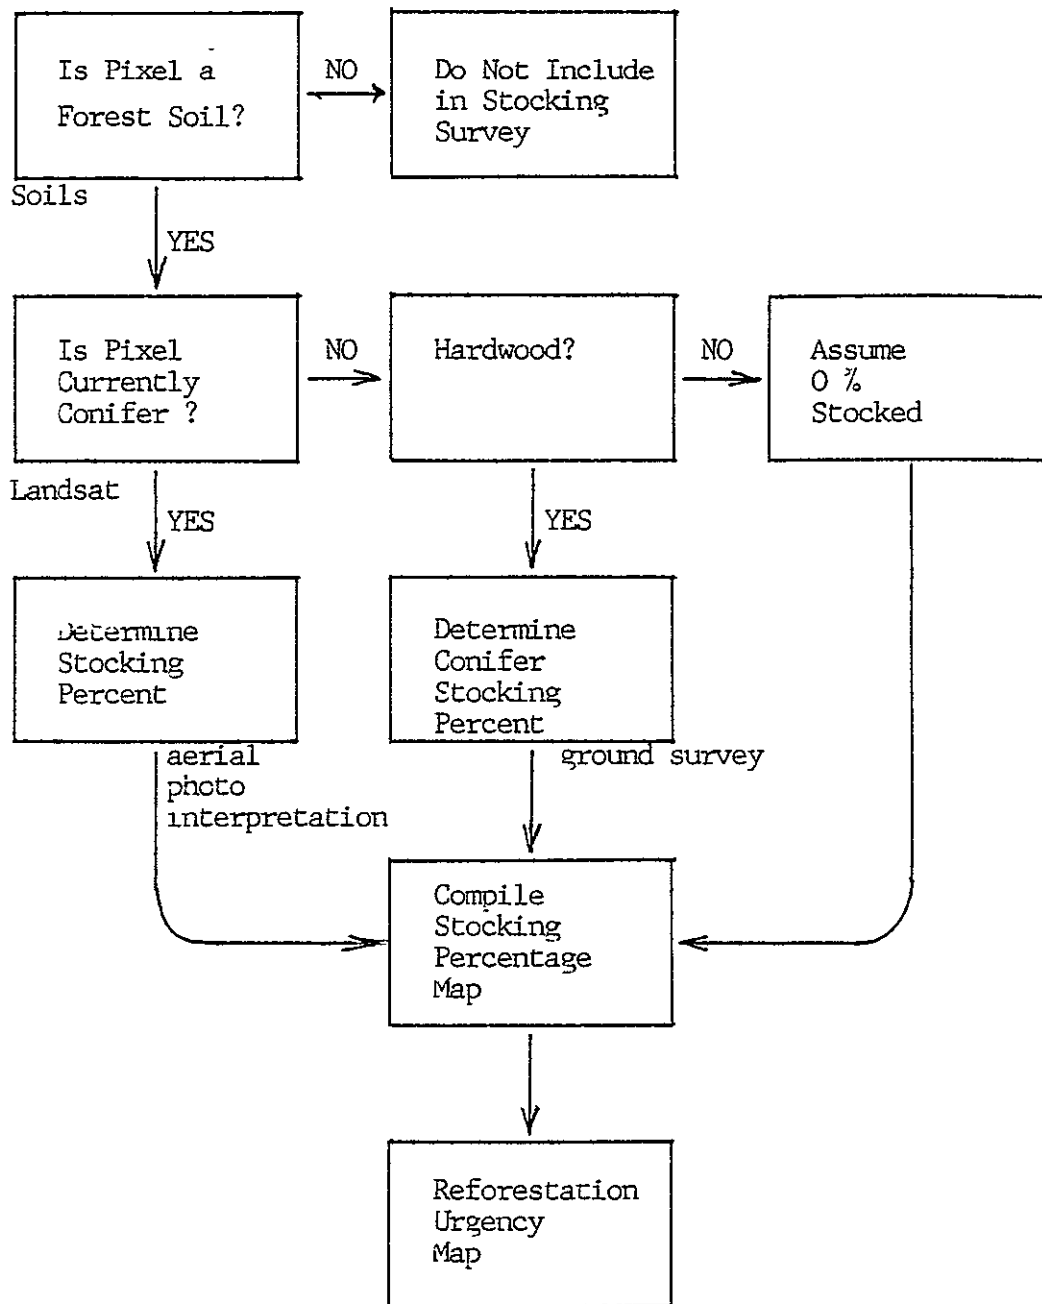 Is Pixel a
Forest Soil?
NO
Do Not Include
in Stocking
Survey
Soils
YES
Is Pixel
Currently
Conifer ?
NO
Hardwood?
NO
Assume
0 %
Stocked
Landsat
YES
YES
Determine
Stocking
Percent
Determine
Conifer
Stocking
Percent
aerial
photo
interpretation
ground survey
Compile
Stocking
Percentage
Map
Reforestation
Urgency
Map